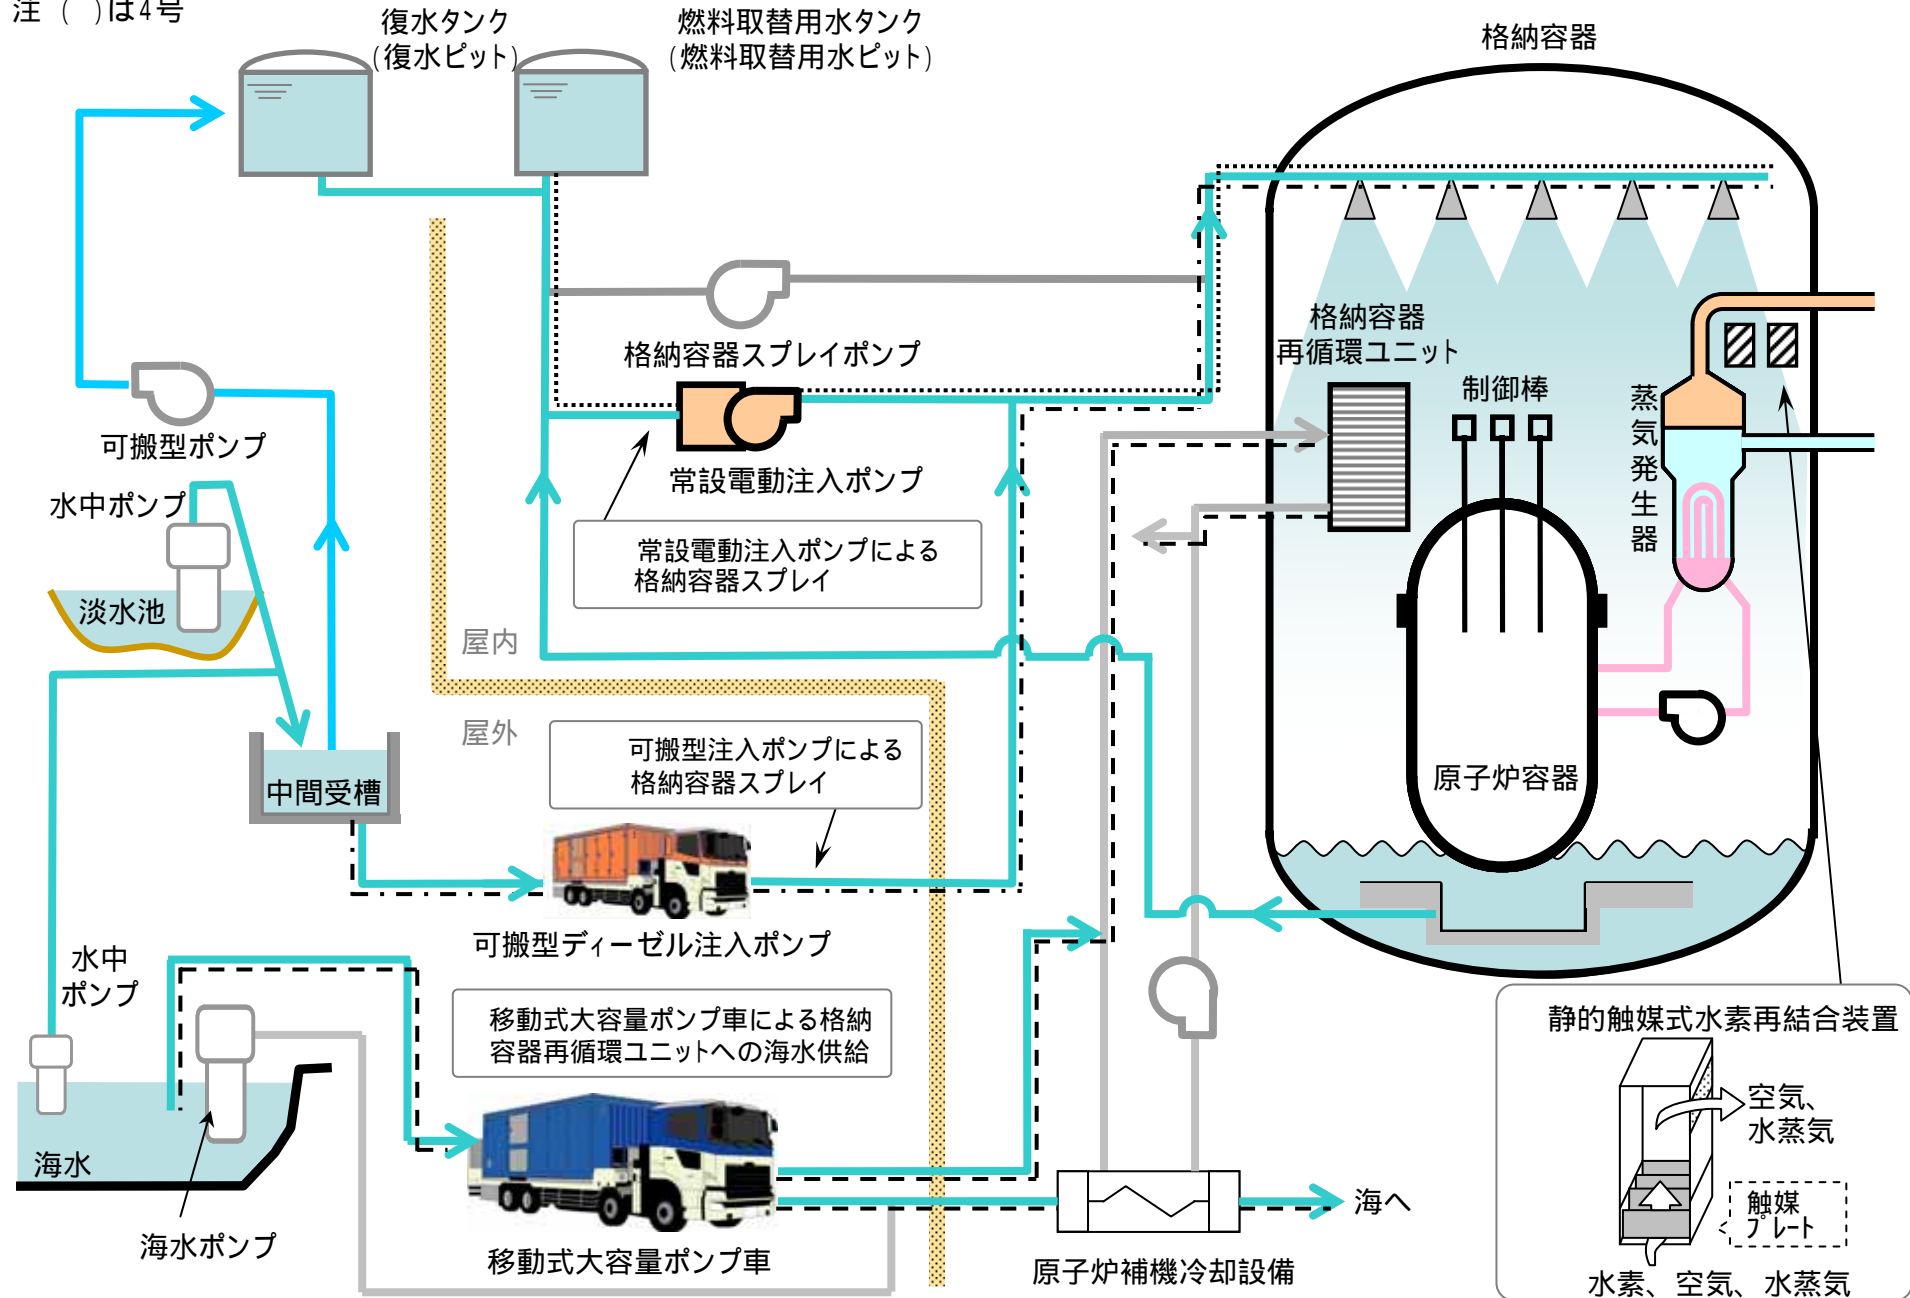 注（ ）は4号
復水タンク
(復水ピット)
燃料取替用水タンク
(燃料取替用水ピット)
格納容器
格納容器スプレイポンプ
格納容器
再循環ユニット
制御棒
蒸気発生器
可搬型ポンプ
常設電動注入ポンプ
水中ポンプ
常設電動注入ポンプによる
格納容器スプレイ
淡水池
屋内
屋外
可搬型注入ポンプによる
格納容器スプレイ
中間受槽
原子炉容器
可搬型ディーゼル注入ポンプ
水中
ポンプ
移動式大容量ポンプ車による格納
容器再循環ユニットへの海水供給
静的触媒式水素再結合装置
空気、
水蒸気
海水
触媒
プレート
海へ
海水ポンプ
移動式大容量ポンプ車
原子炉補機冷却設備
水素、空気、水蒸気